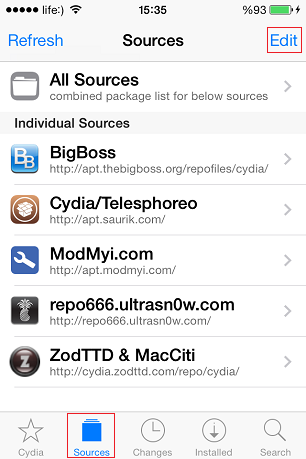 life:) 15:35 %93
Refresh Sources Edit
All Sources
combined package list for below sources
Individual Sources
BigBoss
http://apt.thebigboss.org/repofiles/cydia/
Cydia/Telesphoreo
http://apt.saurik.com/
ModMyi.com
http://apt.modmyi.com/
repo666.ultrasn0w.com
http://repo666.ultrasn0w.com/
ZodTTD & MacCiti
http://cydia.zodttd.com/repo/cydia/
Cydia Sources Changes Installed Search